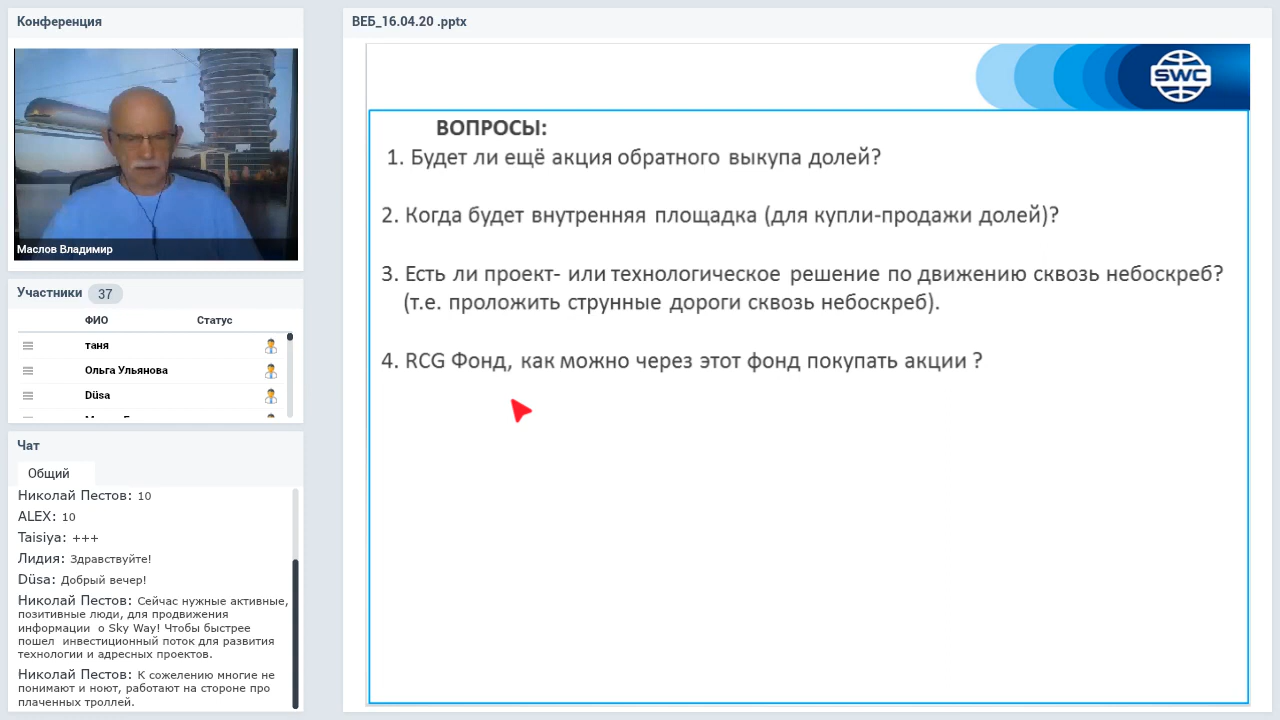 Конференция
Маслов Владимир
Участники 37
ФИО Статус
таня
Ольга Ульянова
Düsa
Чат
Общий
Николай Пестов: 10
ALEX: 10
Taisiya: +++
Лидия: Здравствуйте!
Düsa: Добрый вечер!
Николай Пестов: Сейчас нужные активные,
позитивные люди, для продвижения
информации о Sky Way! Чтобы быстрее
пошел инвестиционный поток для развития
технологии и адресных проектов.
Николай Пестов: К сожелению многие не
понимают и ноют, работают на стороне про
плаченных троллей.
ВЕБ_16.04.20 .pptx
SWC
ВОПРОСЫ:
1. Будет ли ещё акция обратного выкупа долей?
2. Когда будет внутренняя площадка (для купли-продажи долей)?
3. Есть ли проект- или технологическое решение по движению сквозь небоскреб?
(т.е. проложить струнные дороги сквозь небоскреб).
4. RCG Фонд, как можно через этот фонд покупать акции ?